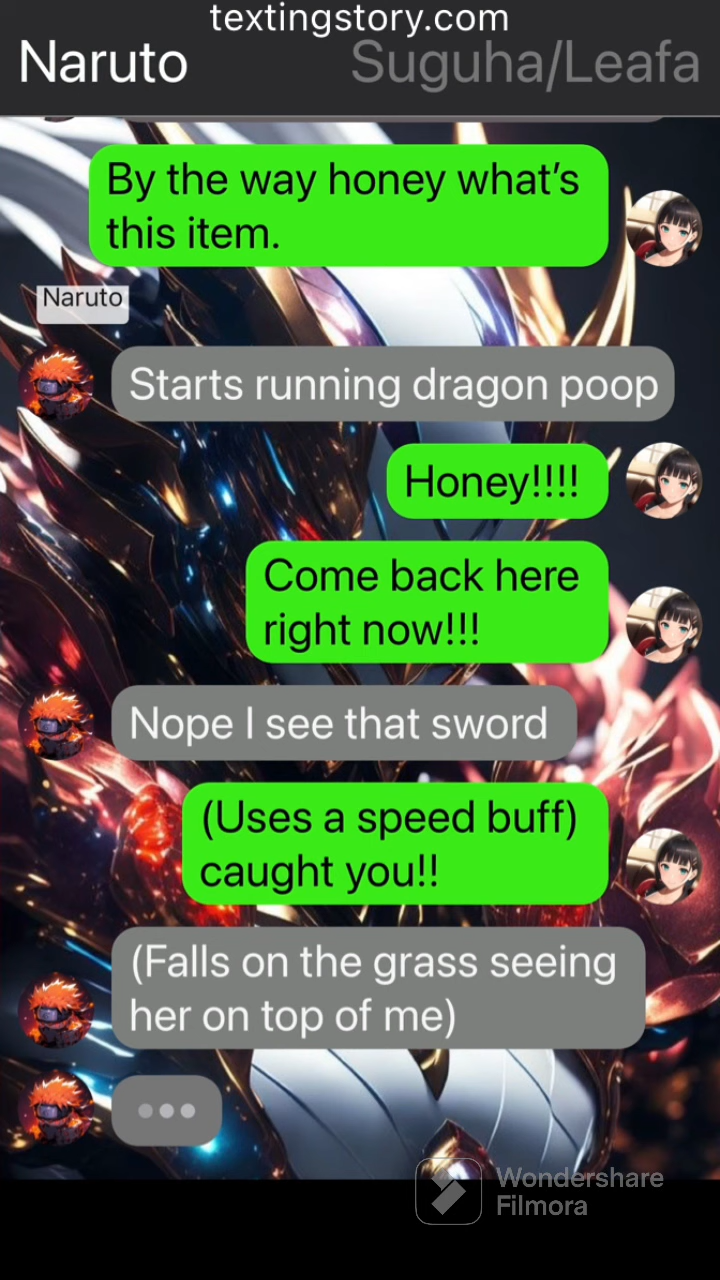 textingstory.com
Naruto
Suguha/Leafa
By the way honey what's
this item.
Naruto
Starts running dragon poop
Honey!!!!
Come back here
right now!!!
Nope I see that sword
(Uses a speed buff)
caught you!!
(Falls on the grass seeing
her on top of me)
Wondershare
Filmora